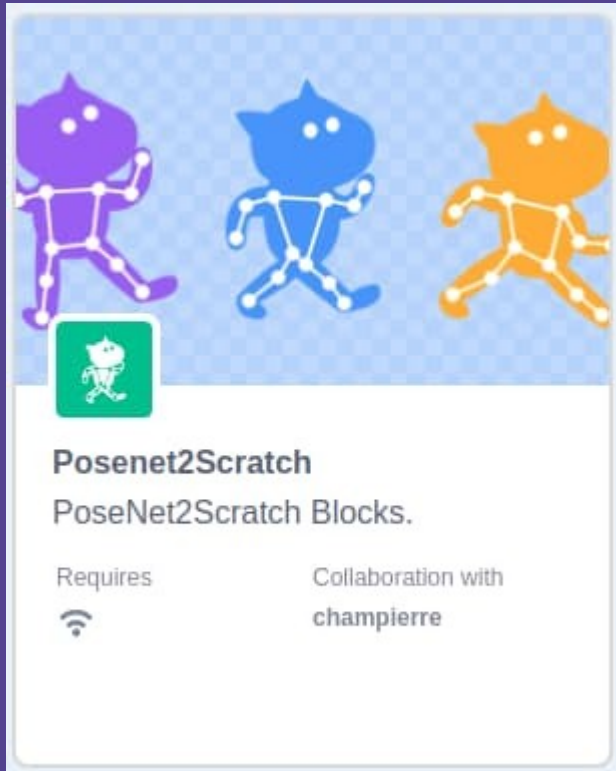 Posenet2Scratch
PoseNet2Scratch Blocks.
Requires
Collaboration with
champierre